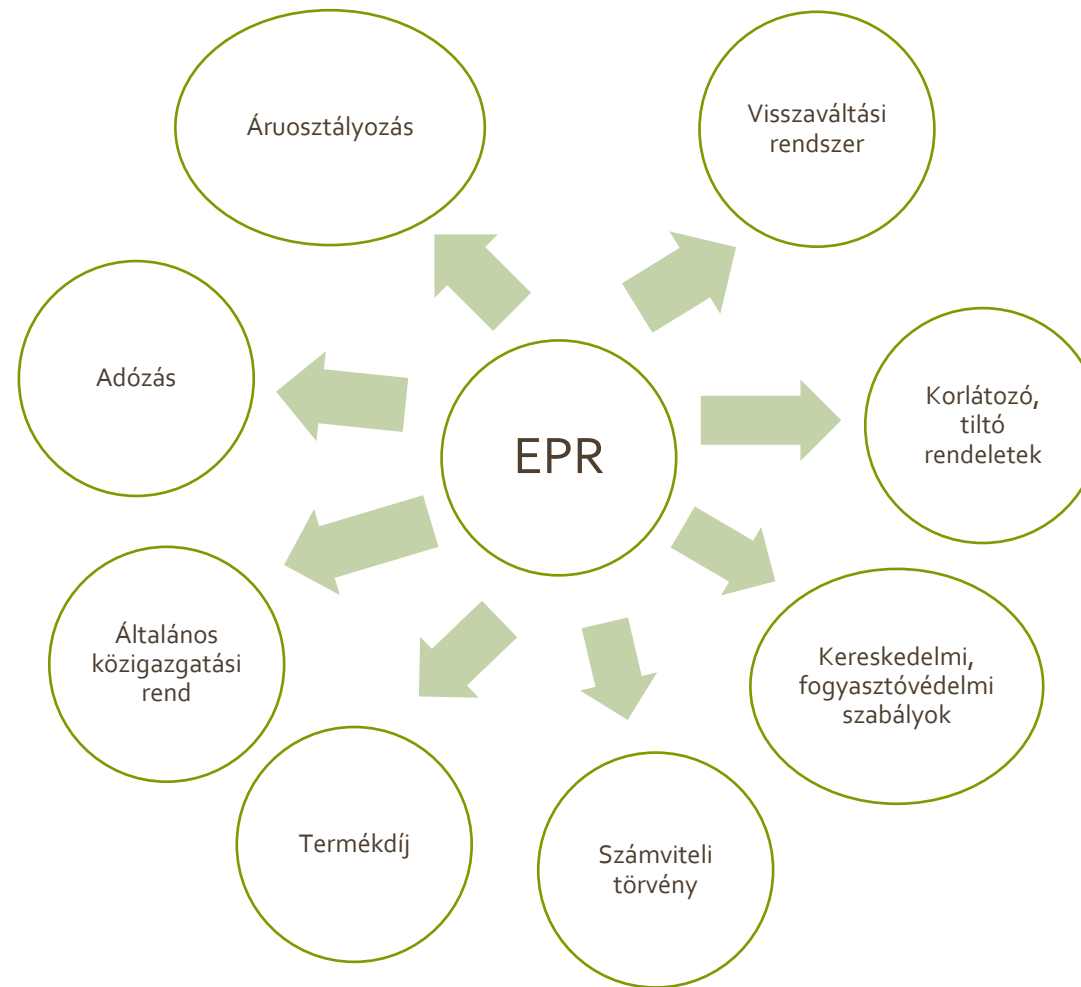 Áruosztályozás
Visszaváltási
rendszer
Adózás
Korlátozó,
tiltó
rendeletek
EPR
Általános
közigazgatási
rend
Kereskedelmi,
fogyasztóvédelmi
szabályok
Termékdíj
Számviteli
törvény